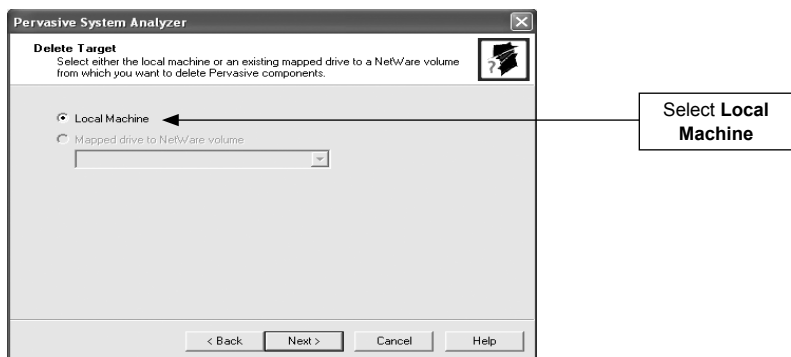 Pervasive System Analyzer
Delete Target
Select either the local machine or an existing mapped drive to a NetWare volume
from which you want to delete Pervasive components.
Local Machine
Mapped drive to NetWare volume
< Back
Next >
Cancel
Help
Select Local
Machine